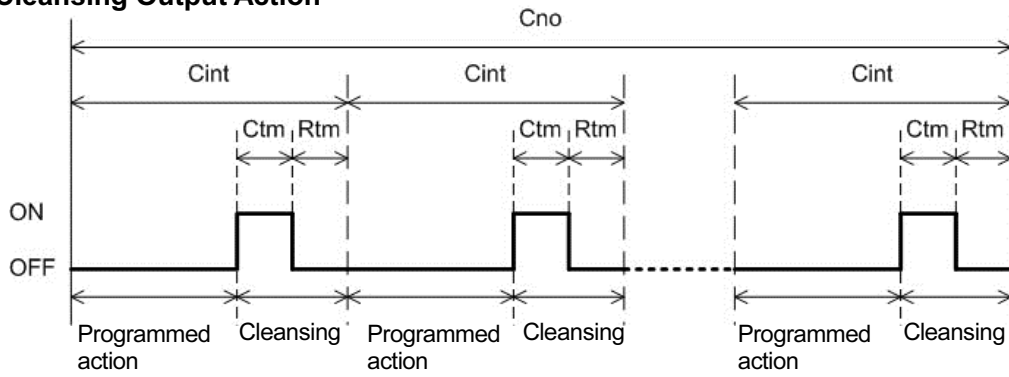 Cleansing Output Action
Cno
Cint Cint Cint
Ctm Rtm Ctm Rtm Ctm Rtm
ON
OFF
Programmed action Cleansing Programmed action Cleansing Programmed action Cleansing